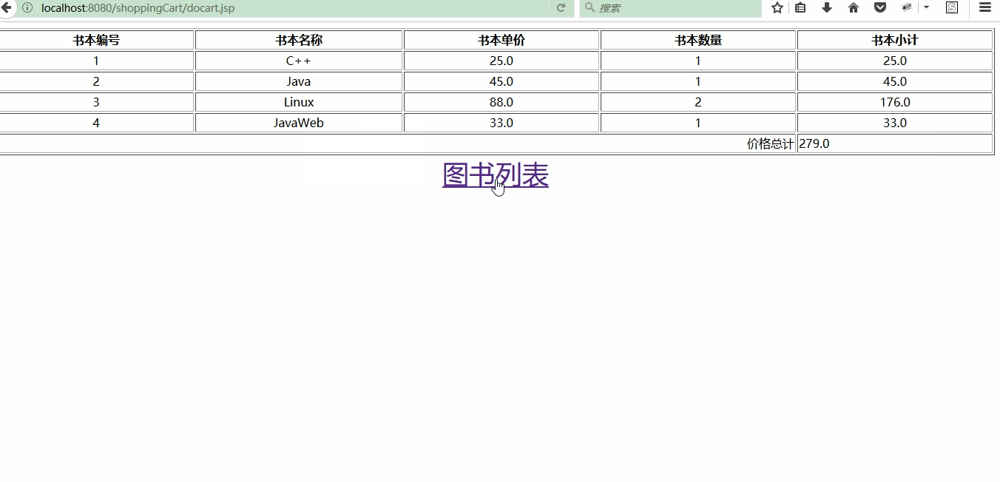 localhost:8080/shoppingCart/docart.jsp 搜索
书本编号 书本名称 书本单价 书本数量 书本小计
1 C++ 25.0 1 25.0
2 Java 45.0 1 45.0
3 Linux 88.0 2 176.0
4 JavaWeb 33.0 1 33.0
价格总计 279.0
图书列表